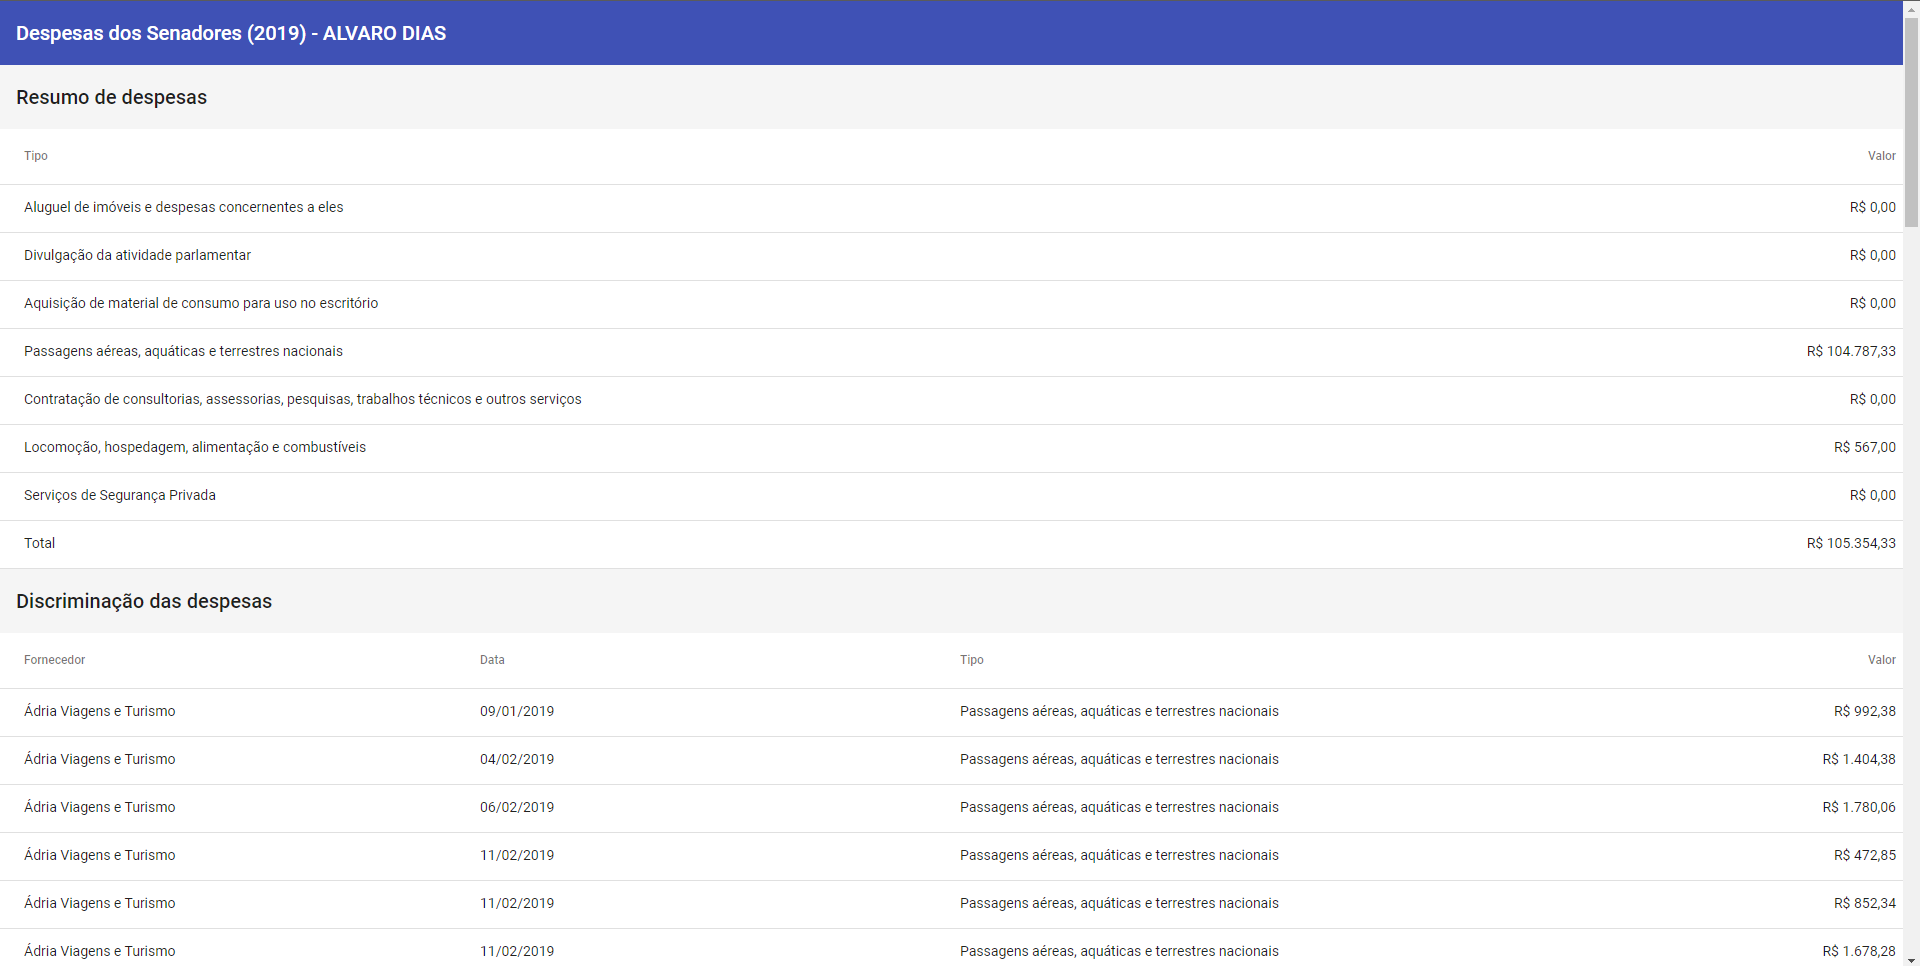 Despesas dos Senadores (2019) - ALVARO DIAS
Resumo de despesas
Tipo Valor
Aluguel de imóveis e despesas concernentes a eles R$ 0,00
Divulgação da atividade parlamentar R$ 0,00
Aquisição de material de consumo para uso no escritório R$ 0,00
Passagens aéreas, aquáticas e terrestres nacionais R$ 104.787,33
Contratação de consultorias, assessorias, pesquisas, trabalhos técnicos e outros serviços R$ 0,00
Locomoção, hospedagem, alimentação e combustíveis R$ 567,00
Serviços de Segurança Privada R$ 0,00
Total R$ 105.354,33
Discriminação das despesas
Fornecedor Data Tipo Valor
Ádria Viagens e Turismo 09/01/2019 Passagens aéreas, aquáticas e terrestres nacionais R$ 992,38
Ádria Viagens e Turismo 04/02/2019 Passagens aéreas, aquáticas e terrestres nacionais R$ 1.404,38
Ádria Viagens e Turismo 06/02/2019 Passagens aéreas, aquáticas e terrestres nacionais R$ 1.780,06
Ádria Viagens e Turismo 11/02/2019 Passagens aéreas, aquáticas e terrestres nacionais R$ 472,85
Ádria Viagens e Turismo 11/02/2019 Passagens aéreas, aquáticas e terrestres nacionais R$ 852,34
Ádria Viagens e Turismo 11/02/2019 Passagens aéreas, aquáticas e terrestres nacionais R$ 1.678,28